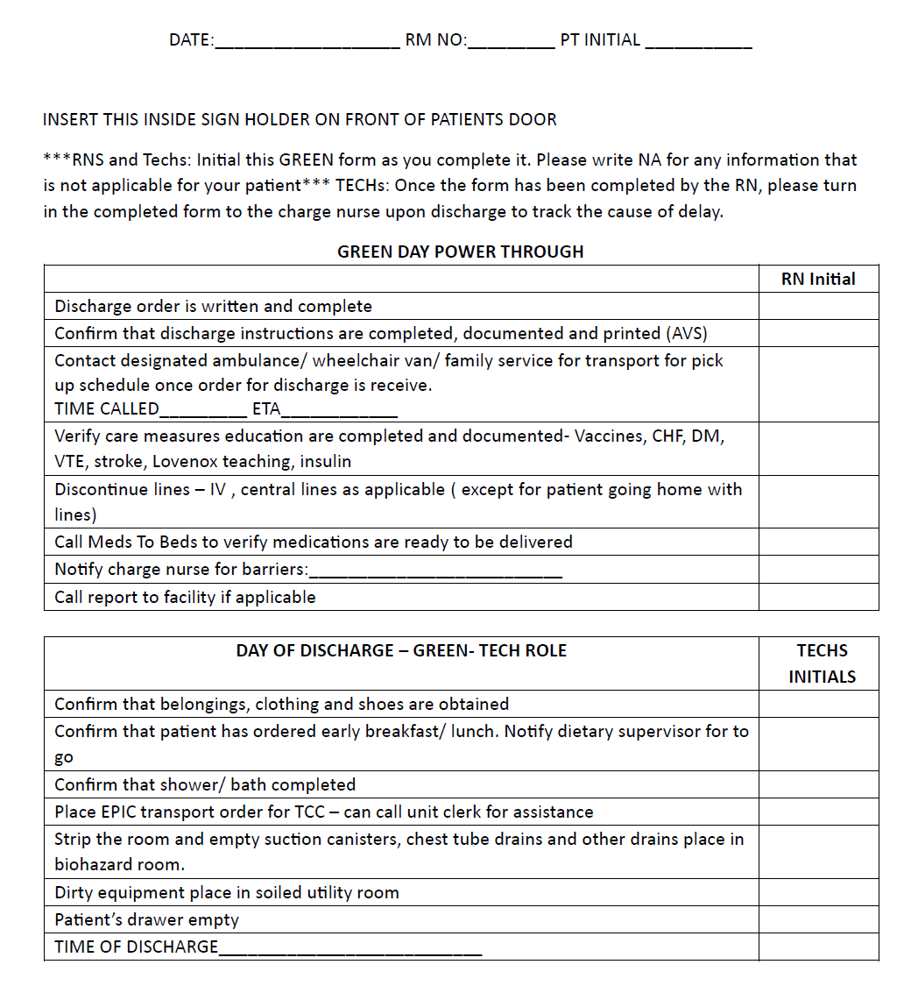 DATE:___________________ RM NO:_________ PT INITIAL ___________
INSERT THIS INSIDE SIGN HOLDER ON FRONT OF PATIENTS DOOR
***RNS and Techs: Initial this GREEN form as you complete it. Please write NA for any information that
is not applicable for your patient*** TECHs: Once the form has been completed by the RN, please turn
in the completed form to the charge nurse upon discharge to track the cause of delay.
GREEN DAY POWER THROUGH
RN Initial
Discharge order is written and complete
Confirm that discharge instructions are completed, documented and printed (AVS)
Contact designated ambulance/ wheelchair van/ family service for transport for pick
up schedule once order for discharge is receive.
TIME CALLED_________ ETA____________
Verify care measures education are completed and documented- Vaccines, CHF, DM,
VTE, stroke, Lovenox teaching, insulin
Discontinue lines – IV , central lines as applicable ( except for patient going home with
lines)
Call Meds To Beds to verify medications are ready to be delivered
Notify charge nurse for barriers:__________________________
Call report to facility if applicable
DAY OF DISCHARGE – GREEN- TECH ROLE
TECHS
INITIALS
Confirm that belongings, clothing and shoes are obtained
Confirm that patient has ordered early breakfast/ lunch. Notify dietary supervisor for to
go
Confirm that shower/ bath completed
Place EPIC transport order for TCC – can call unit clerk for assistance
Strip the room and empty suction canisters, chest tube drains and other drains place in
biohazard room.
Dirty equipment place in soiled utility room
Patient’s drawer empty
TIME OF DISCHARGE___________________________